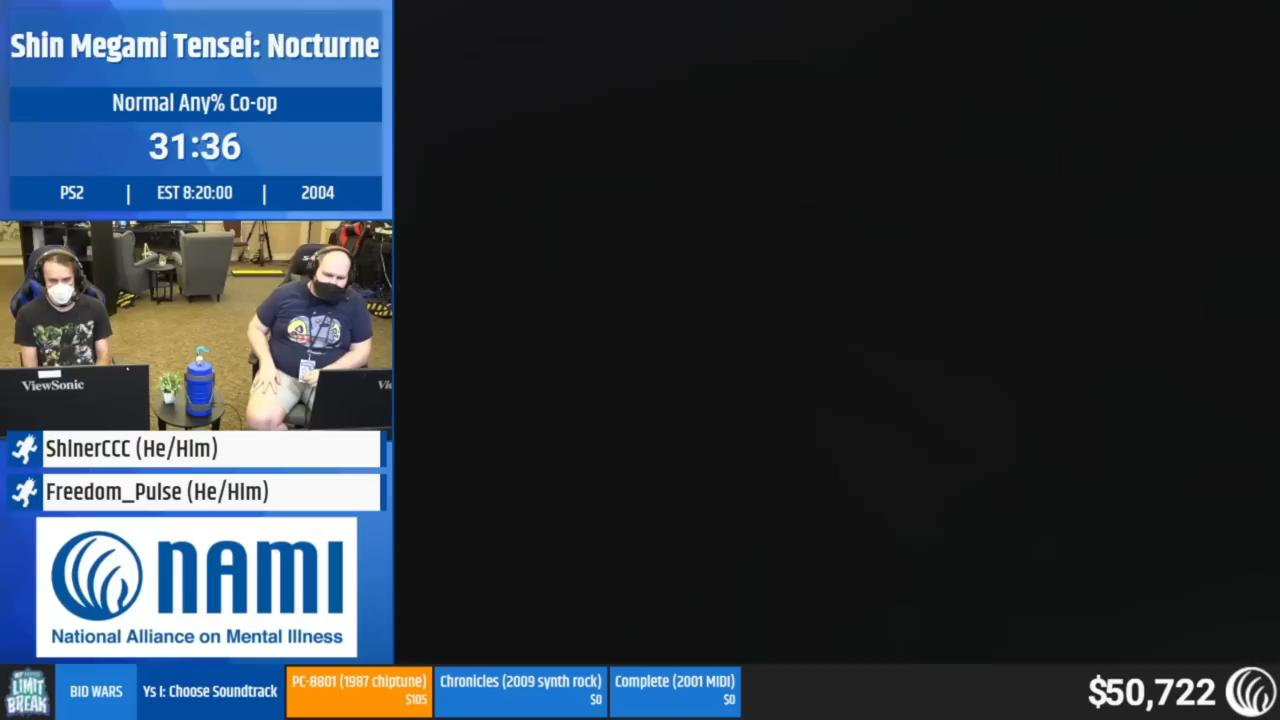 Shin Megami Tensei: Nocturne
Normal Any% Co-op
31:36
PS2 | EST 8:20:00 | 2004
ViewSonic
ShinerCCC (He/Him)
Freedom_Pulse (He/Him)
NAMI
National Alliance on Mental Illness
LIMIT BREAK
BID WARS
Ys I: Choose Soundtrack
PC-8801 (1987 chiptune)
$105
Chronicles (2009 synth rock)
$0
Complete (2001 MIDI)
$0
$50,722